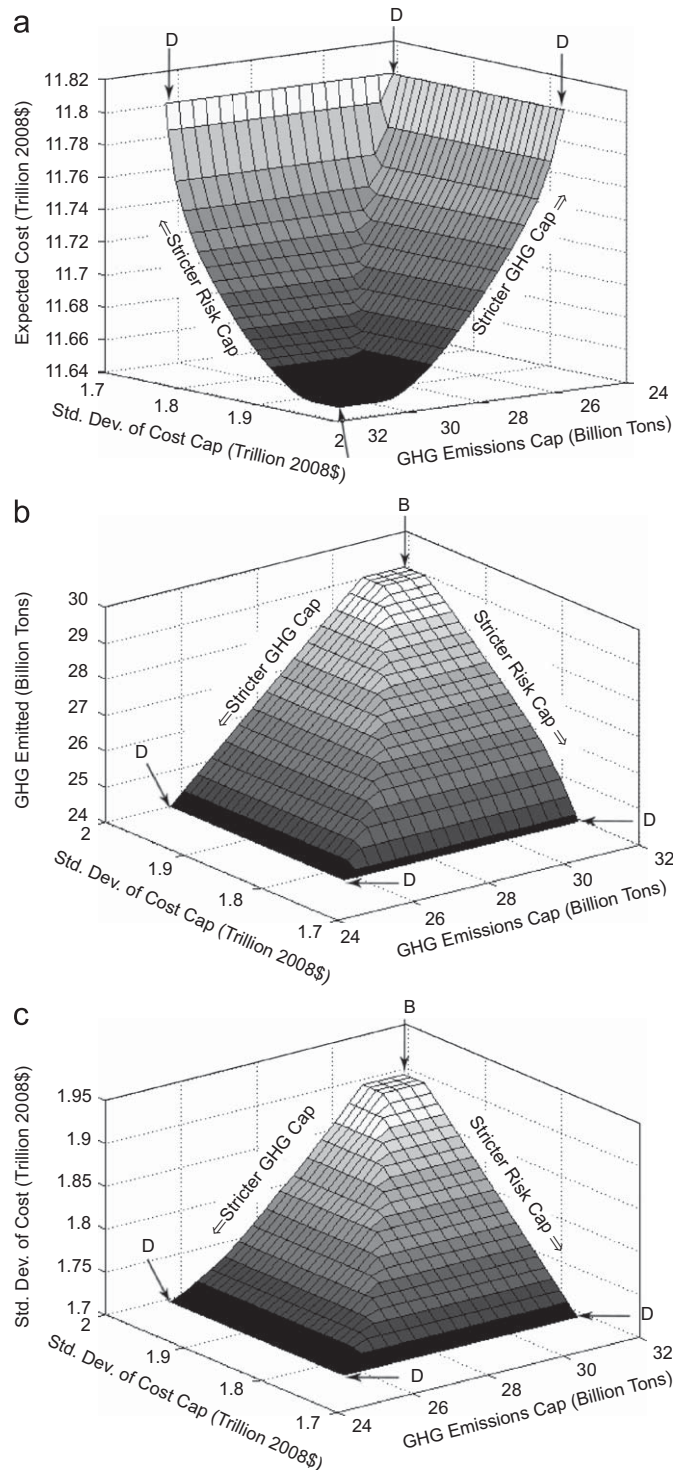 a
D
D
D
11.82
11.8
11.78
11.76
11.74
11.72
11.7
11.68
11.66
11.64
Expected Cost (Trillion 2008$)
⇐Stricter Risk Cap
Stricter GHG Cap ⇒
1.7
1.8
1.9
2
32
30
28
26
24
Std. Dev. of Cost Cap (Trillion 2008$)
GHG Emissions Cap (Billion Tons)
b
B
30
29
28
27
26
25
24
GHG Emitted (Billion Tons)
⇐Stricter GHG Cap
Stricter Risk Cap ⇒
D
D
D
2
1.9
1.8
1.7
24
26
28
30
32
Std. Dev. of Cost Cap (Trillion 2008$)
GHG Emissions Cap (Billion Tons)
c
B
1.95
1.9
1.85
1.8
1.75
1.7
Std. Dev. of Cost (Trillion 2008$)
⇐Stricter GHG Cap
Stricter Risk Cap ⇒
D
D
D
2
1.9
1.8
1.7
24
26
28
30
32
Std. Dev. of Cost Cap (Trillion 2008$)
GHG Emissions Cap (Billion Tons)